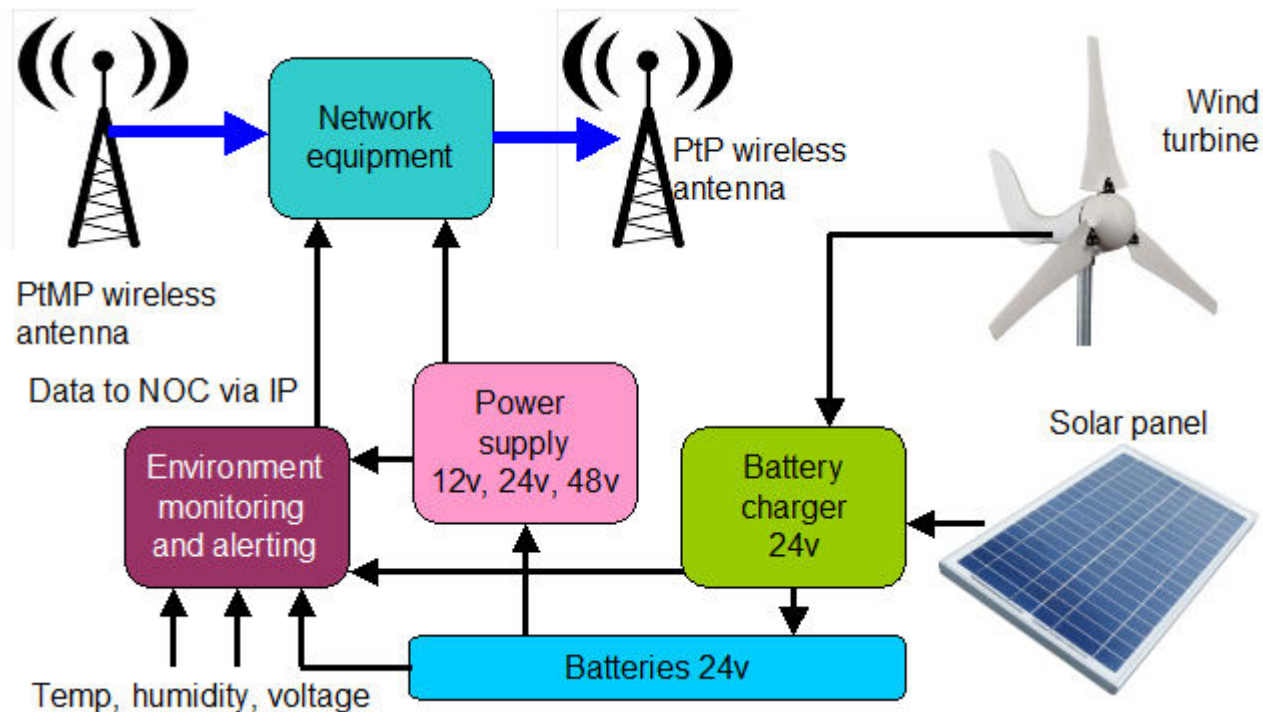 Network
equipment
PtP wireless
antenna
Wind
turbine
PtMP wireless
antenna
Data to NOC via IP
Power
supply
12v, 24v, 48v
Solar panel
Environment
monitoring
and alerting
Battery
charger
24v
Batteries 24v
Temp, humidity, voltage